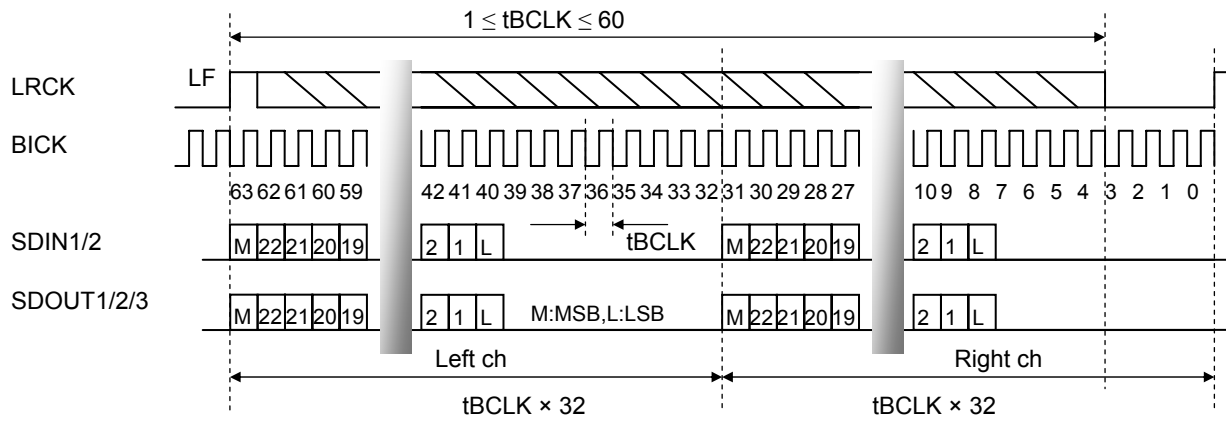 1 ≤ tBCLK ≤ 60
LRCK LF
BICK
63 62 61 60 59 42 41 40 39 38 37 36 35 34 33 32 31 30 29 28 27 10 9 8 7 6 5 4 3 2 1 0
SDIN1/2 M 22 21 20 19 2 1 L tBCLK M 22 21 20 19 2 1 L
SDOUT1/2/3 M 22 21 20 19 2 1 L M:MSB,L:LSB M 22 21 20 19 2 1 L
Left ch Right ch
tBCLK × 32 tBCLK × 32